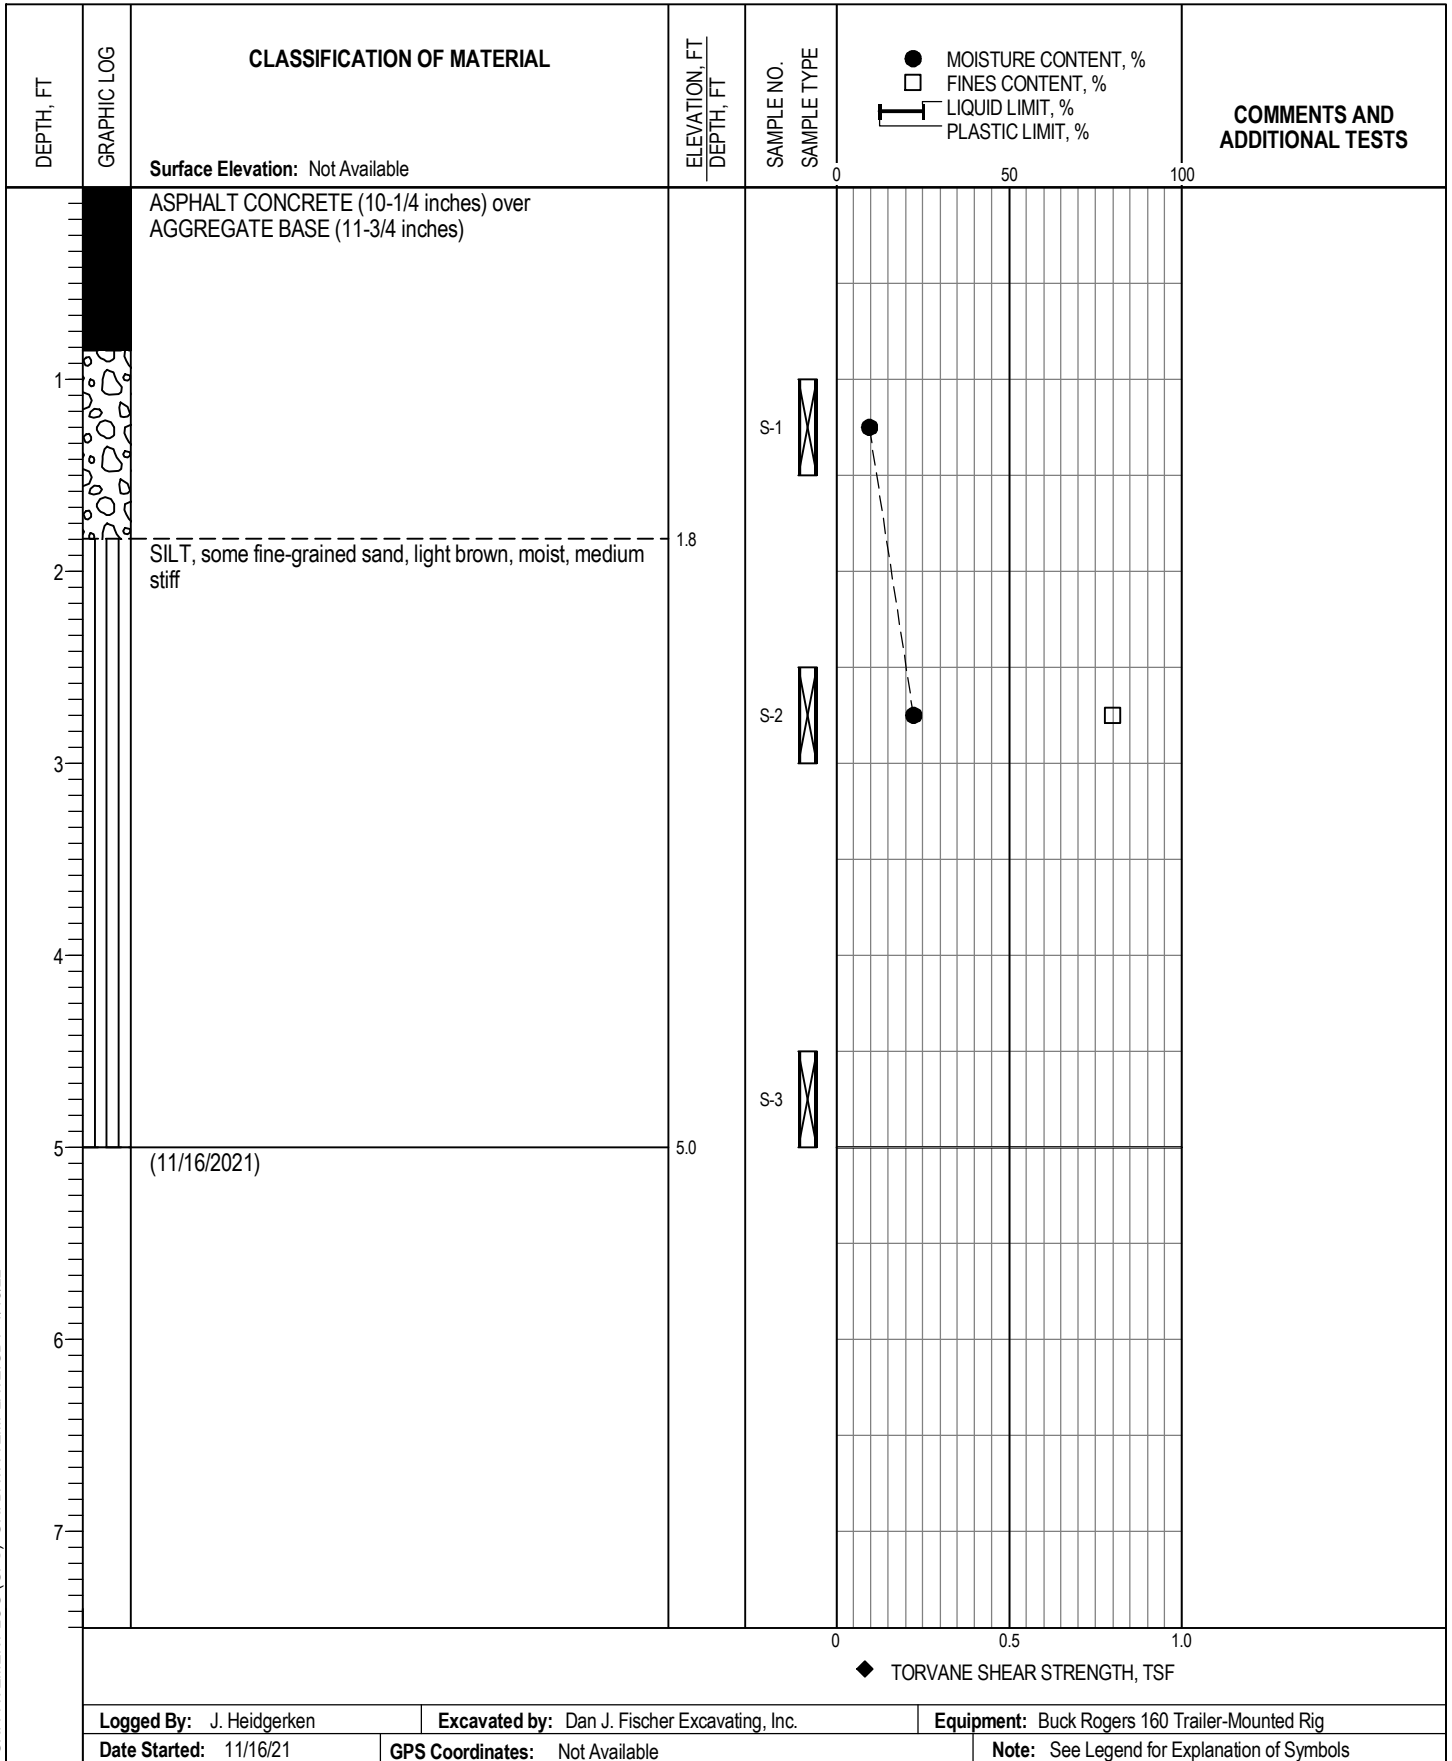 DEPTH, FT
GRAPHIC LOG
CLASSIFICATION OF MATERIAL
Surface Elevation: Not Available
ELEVATION, FT
DEPTH, FT
SAMPLE NO.
SAMPLE TYPE
MOISTURE CONTENT, %
FINES CONTENT, %
LIQUID LIMIT, %
PLASTIC LIMIT, %
0 50 100
COMMENTS AND
ADDITIONAL TESTS
ASPHALT CONCRETE (10-1/4 inches) over
AGGREGATE BASE (11-3/4 inches)
1
S-1
1.8
SILT, some fine-grained sand, light brown, moist, medium
stiff
2
S-2
3
4
S-3
5
5.0
(11/16/2021)
6
7
0 0.5 1.0
TORVANE SHEAR STRENGTH, TSF
Logged By: J. Heidgerken
Excavated by: Dan J. Fischer Excavating, Inc.
Equipment: Buck Rogers 160 Trailer-Mounted Rig
Date Started: 11/16/21
GPS Coordinates: Not Available
Note: See Legend for Explanation of Symbols